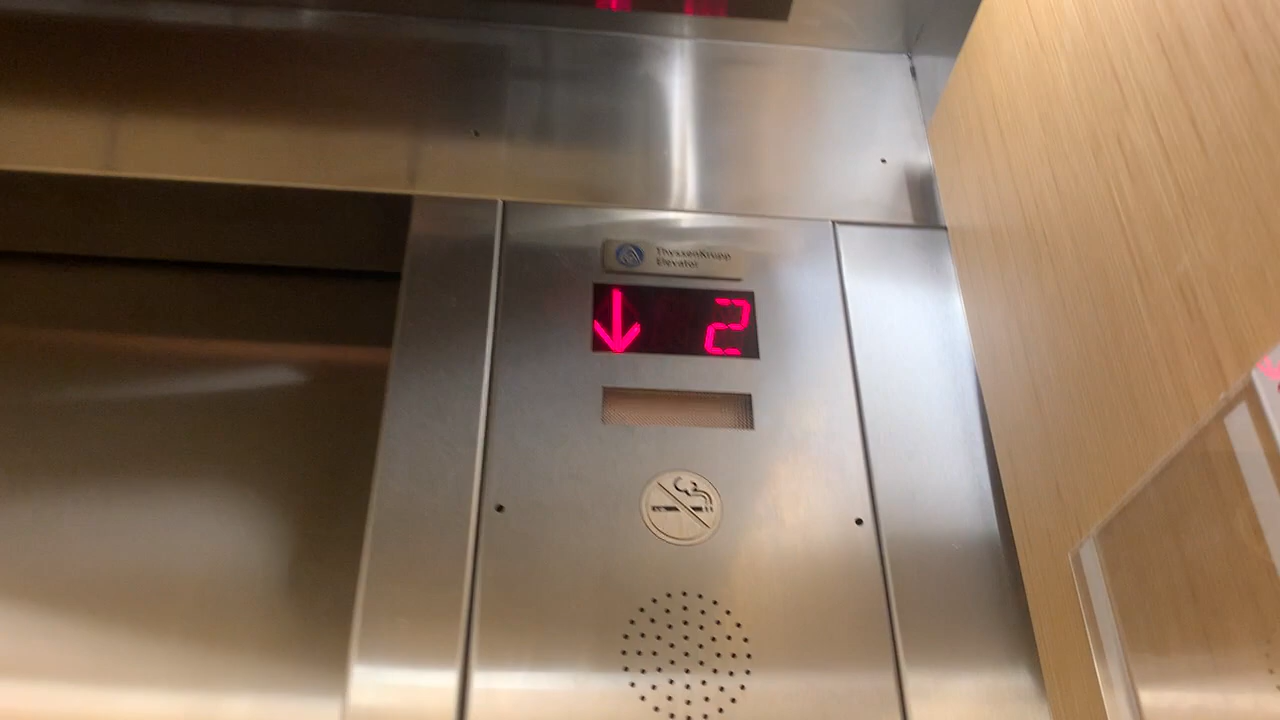 ThyssenKrupp
Elevator
↓ 2